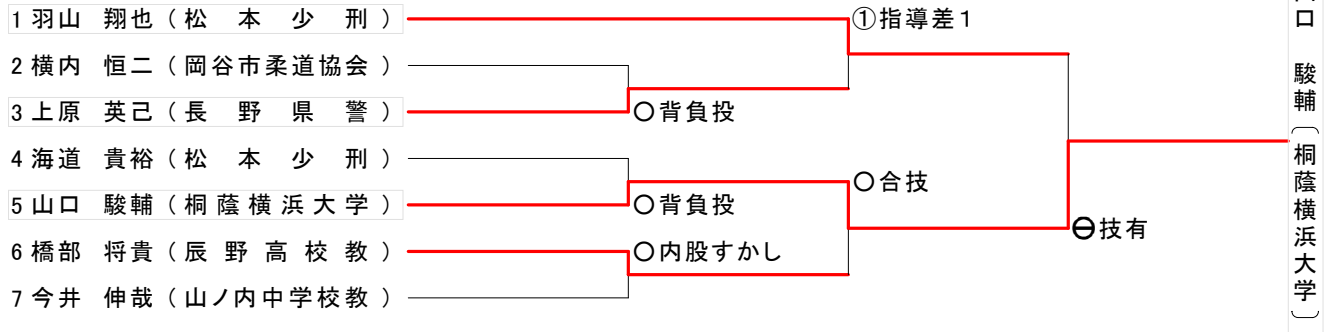 1 羽山 翔也 ( 松 本 少 刑 )
①指導差1
2 横内 恒二 ( 岡谷市柔道協会 )
3 上原 英己 ( 長 野 県 警 )
〇背負投
4 海道 貴裕 ( 松 本 少 刑 )
〇合技
5 山口 駿輔 ( 桐蔭横浜大学 )
〇背負投
⊖技有
6 橋部 将貴 ( 辰 野 高 校 教 )
〇内股すかし
7 今井 伸哉 ( 山ノ内中学校教 )
口 駿輔〔桐蔭横浜大学〕